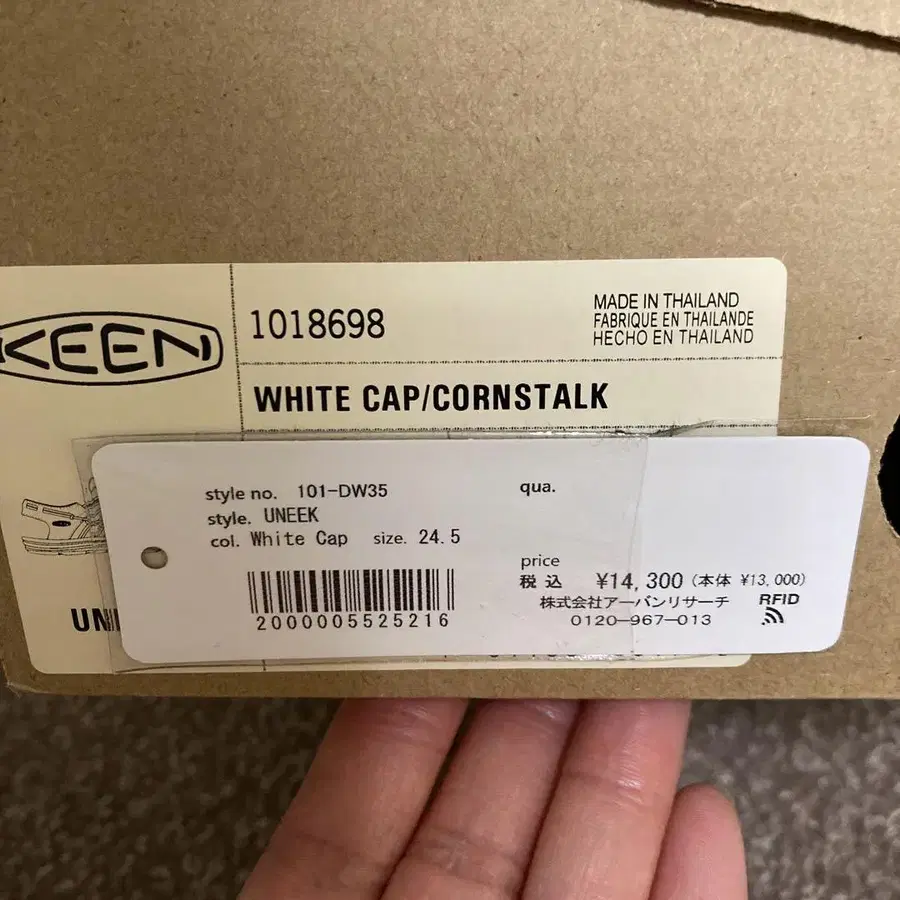 KEEN
1018698
MADE IN THAILAND
FABRIQUE EN THAILANDE
HECHO EN THAILAND
WHITE CAP/CORNSTALK
style no. 101-DW35
style. UNEEK
col. White Cap size. 24.5
2000005525216
qua.
price
税込 ¥14,300 (本体 ¥13,000)
株式会社アーバンリサーチ
0120-967-013
RFID